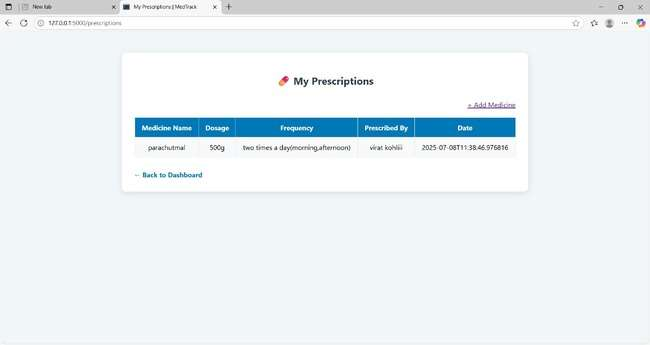 New tab
My Prescriptions | MedTrack
127.0.0.1:5000/prescriptions
My Prescriptions
+ Add Medicine
Medicine Name Dosage Frequency Prescribed By Date
parachutmal 500g two times a day(morning,afternoon) virat kohliii 2025-07-08T11:38:46.976816
← Back to Dashboard